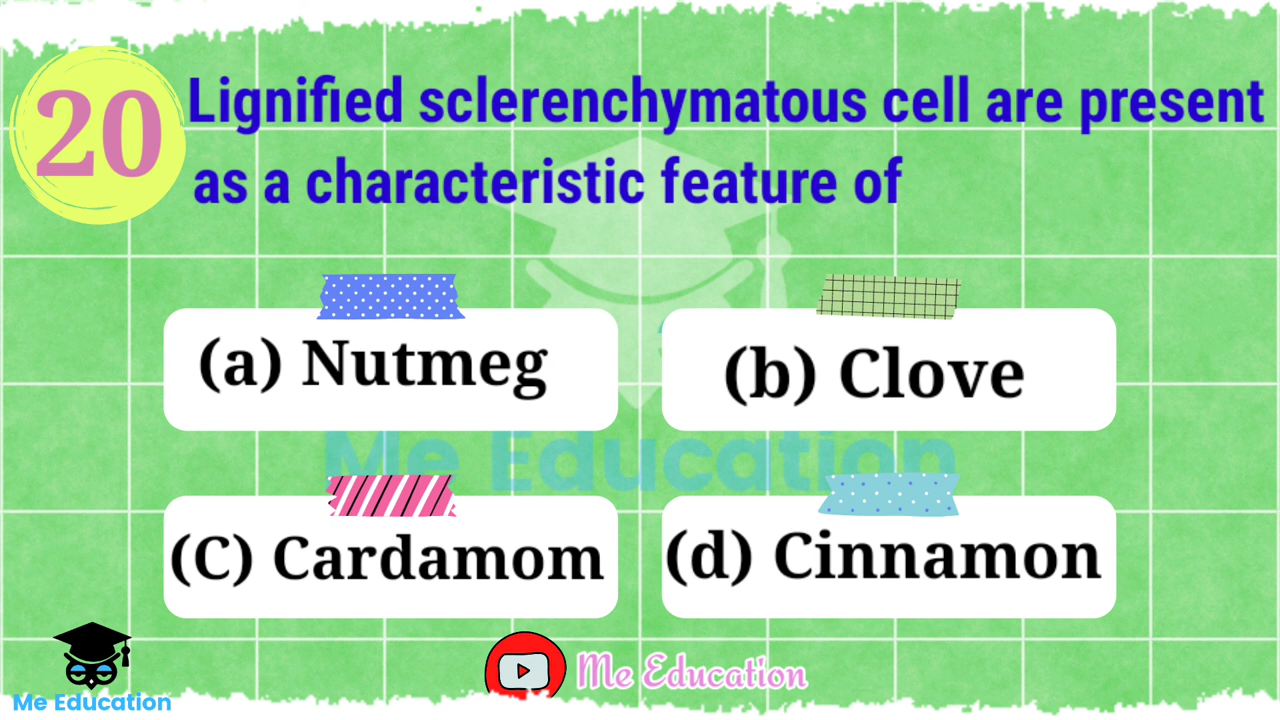 20
Lignified sclerenchymatous cell are present
as a characteristic feature of
(a) Nutmeg
(b) Clove
Me Education
(C) Cardamom
(d) Cinnamon
Me Education
Me Education